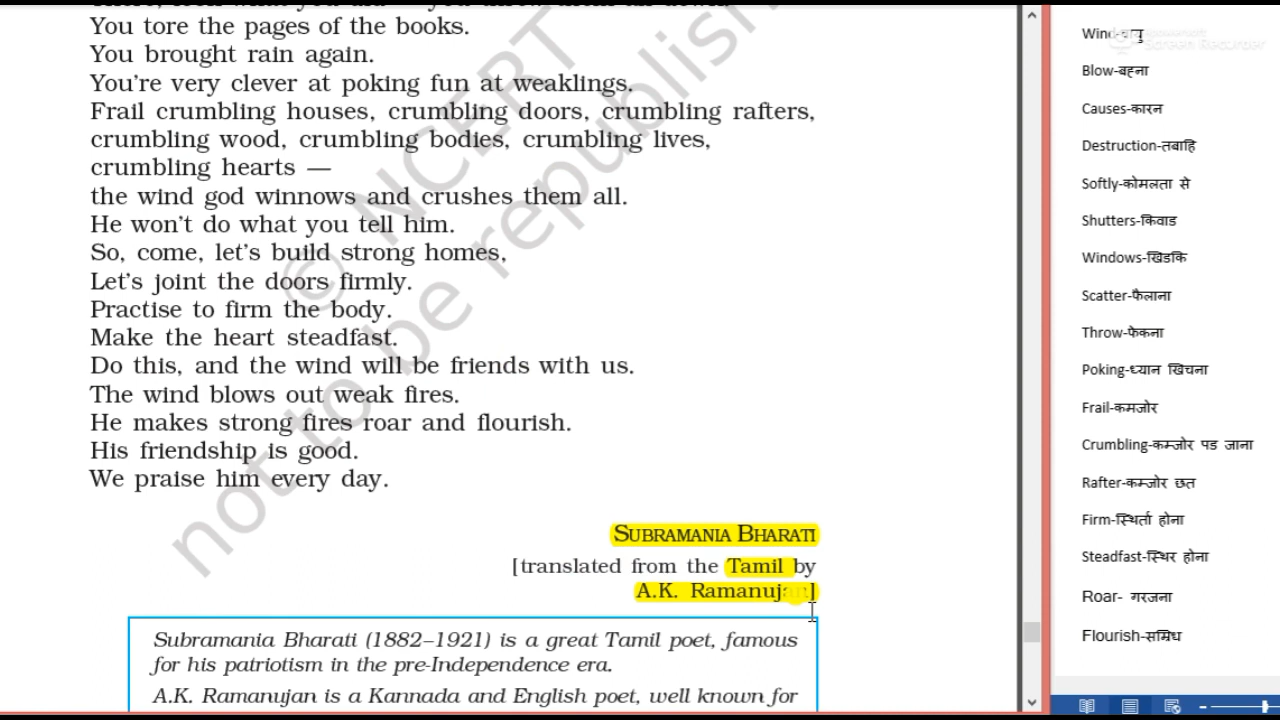 You tore the pages of the books.
You brought rain again.
You're very clever at poking fun at weaklings.
Frail crumbling houses, crumbling doors, crumbling rafters,
crumbling wood, crumbling bodies, crumbling lives,
crumbling hearts —
the wind god winnows and crushes them all.
He won't do what you tell him.
So, come, let's build strong homes,
Let's joint the doors firmly.
Practise to firm the body.
Make the heart steadfast.
Do this, and the wind will be friends with us.
The wind blows out weak fires.
He makes strong fires roar and flourish.
His friendship is good.
We praise him every day.
SUBRAMANIA BHARATI
[translated from the Tamil by
A.K. Ramanujan]
Subramania Bharati (1882–1921) is a great Tamil poet, famous
for his patriotism in the pre-Independence era.
A.K. Ramanujan is a Kannada and English poet, well known for
© NCERT
not to be republish
Wind-वायु
Screen Recorder
Blow-बहना
Causes-कारन
Destruction-तबाहि
Softly-कोमलता से
Shutters-किवाड
Windows-खिडकि
Scatter-फैलाना
Throw-फेकना
Poking-ध्यान खिचना
Frail-कमजोर
Crumbling-कम्जोर पड जाना
Rafter-कम्जोर छत
Firm-स्थिर्ता होना
Steadfast-स्थिर होना
Roar- गरजना
Flourish-समिध